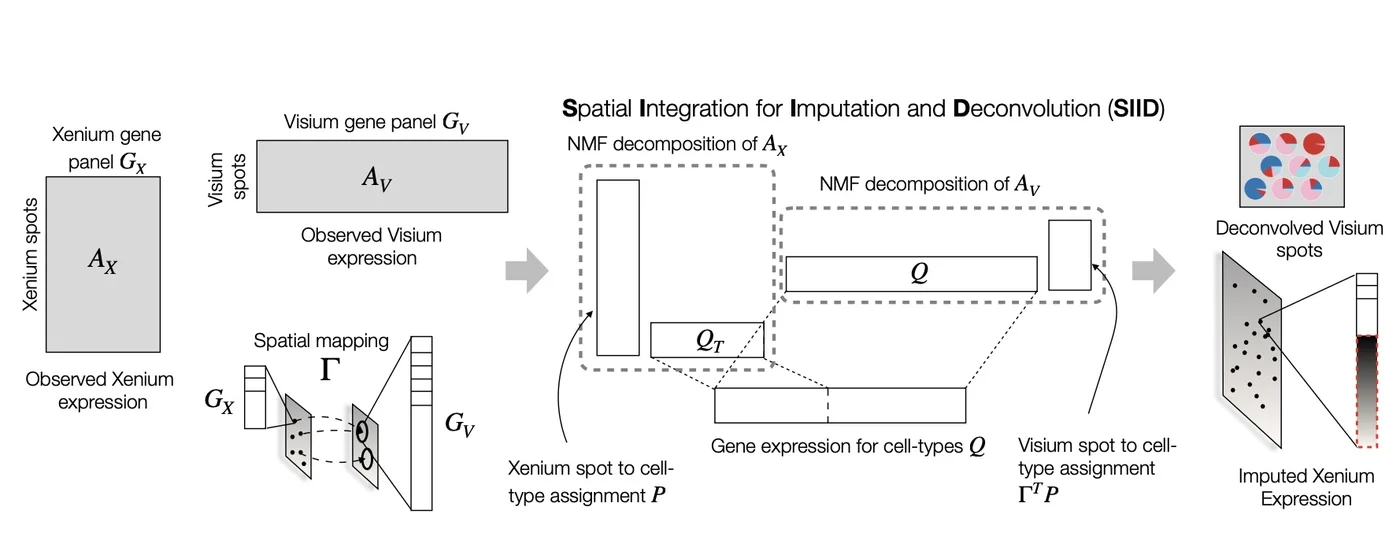 Spatial Integration for Imputation and Deconvolution (SIID)
Xenium gene
panel G_X
Xenium spots
A_X
Observed Xenium
expression
Visium gene panel G_V
Visium
spots
A_V
Observed Visium
expression
Spatial mapping
Γ
G_X
G_V
NMF decomposition of A_X
Q_T
Xenium spot to cell-
type assignment P
NMF decomposition of A_V
Q
Gene expression for cell-types Q
Visium spot to cell-
type assignment
Γ^T P
Deconvolved Visium
spots
Imputed Xenium
Expression